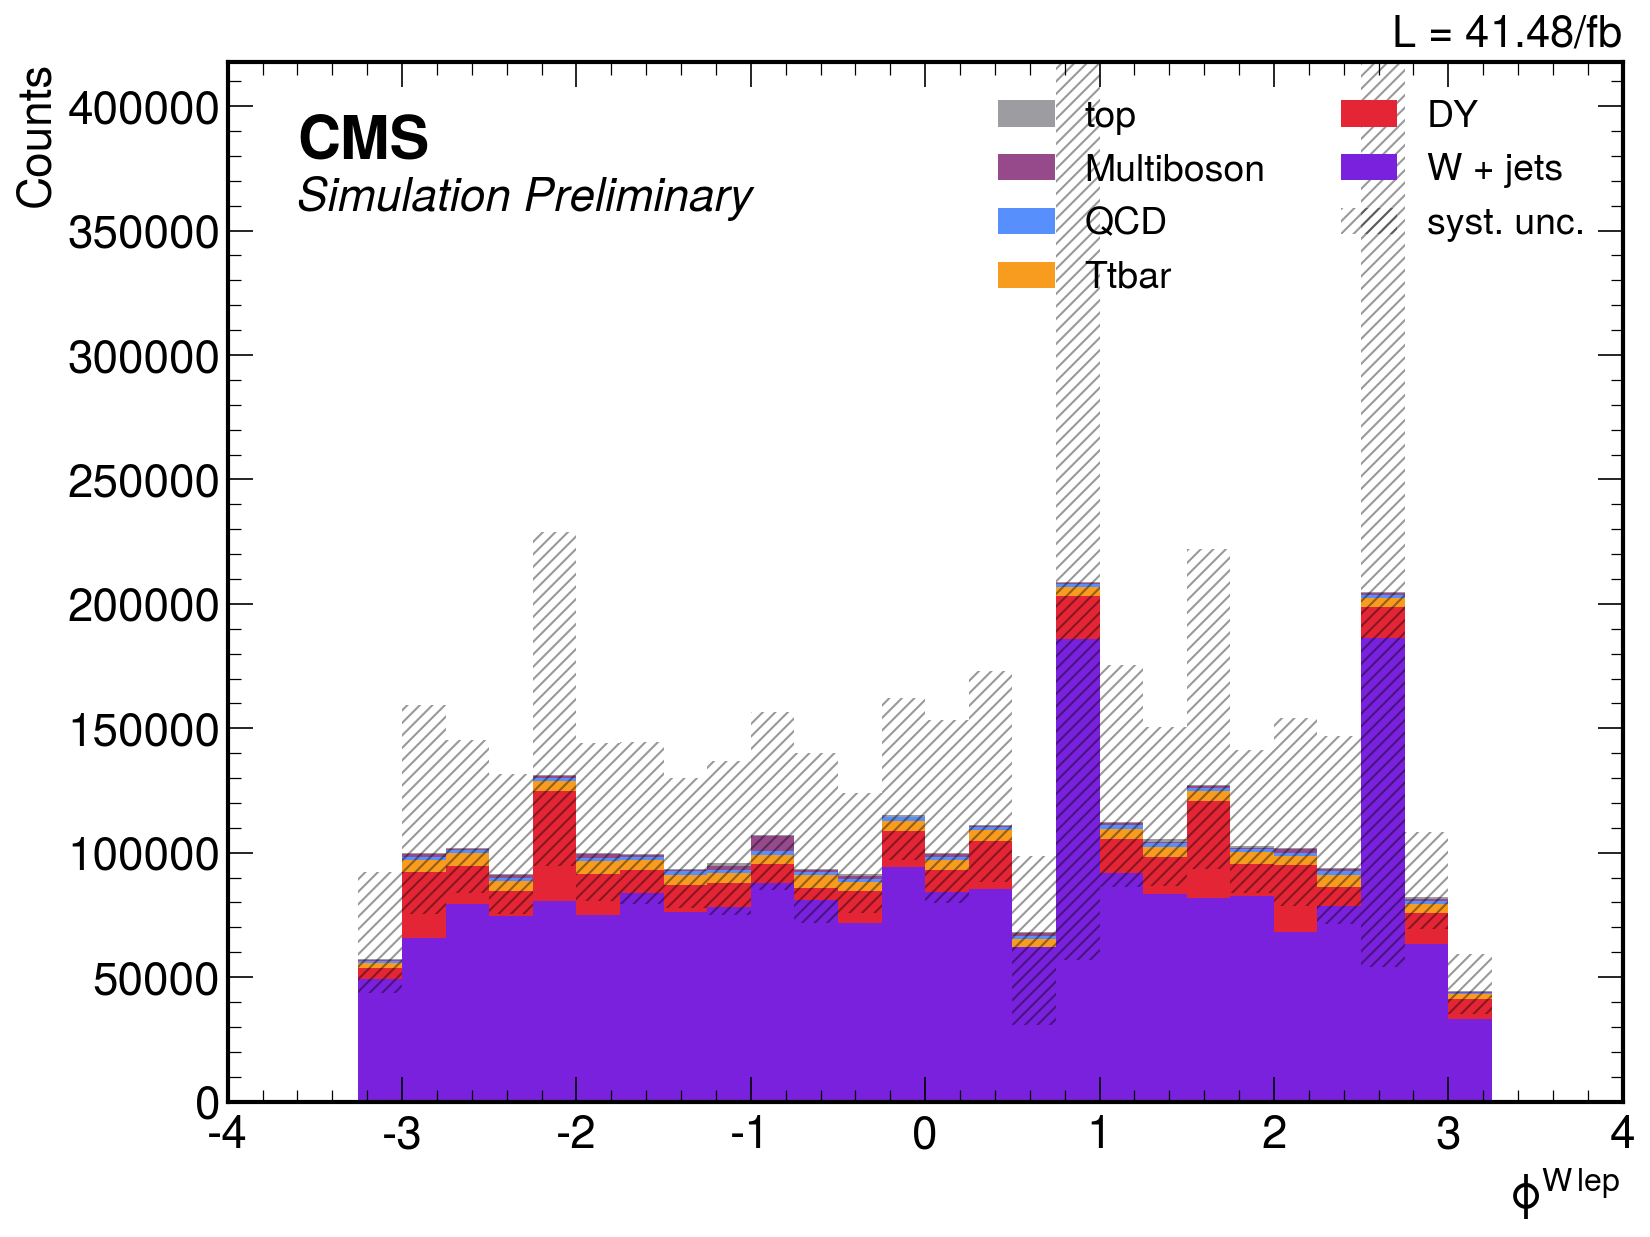 L = 41.48/fb
Counts
CMS
Simulation Preliminary
top
Multiboson
QCD
Ttbar
DY
W + jets
syst. unc.
400000
350000
300000
250000
200000
150000
100000
50000
0
-4 -3 -2 -1 0 1 2 3 4
ϕ^W lep